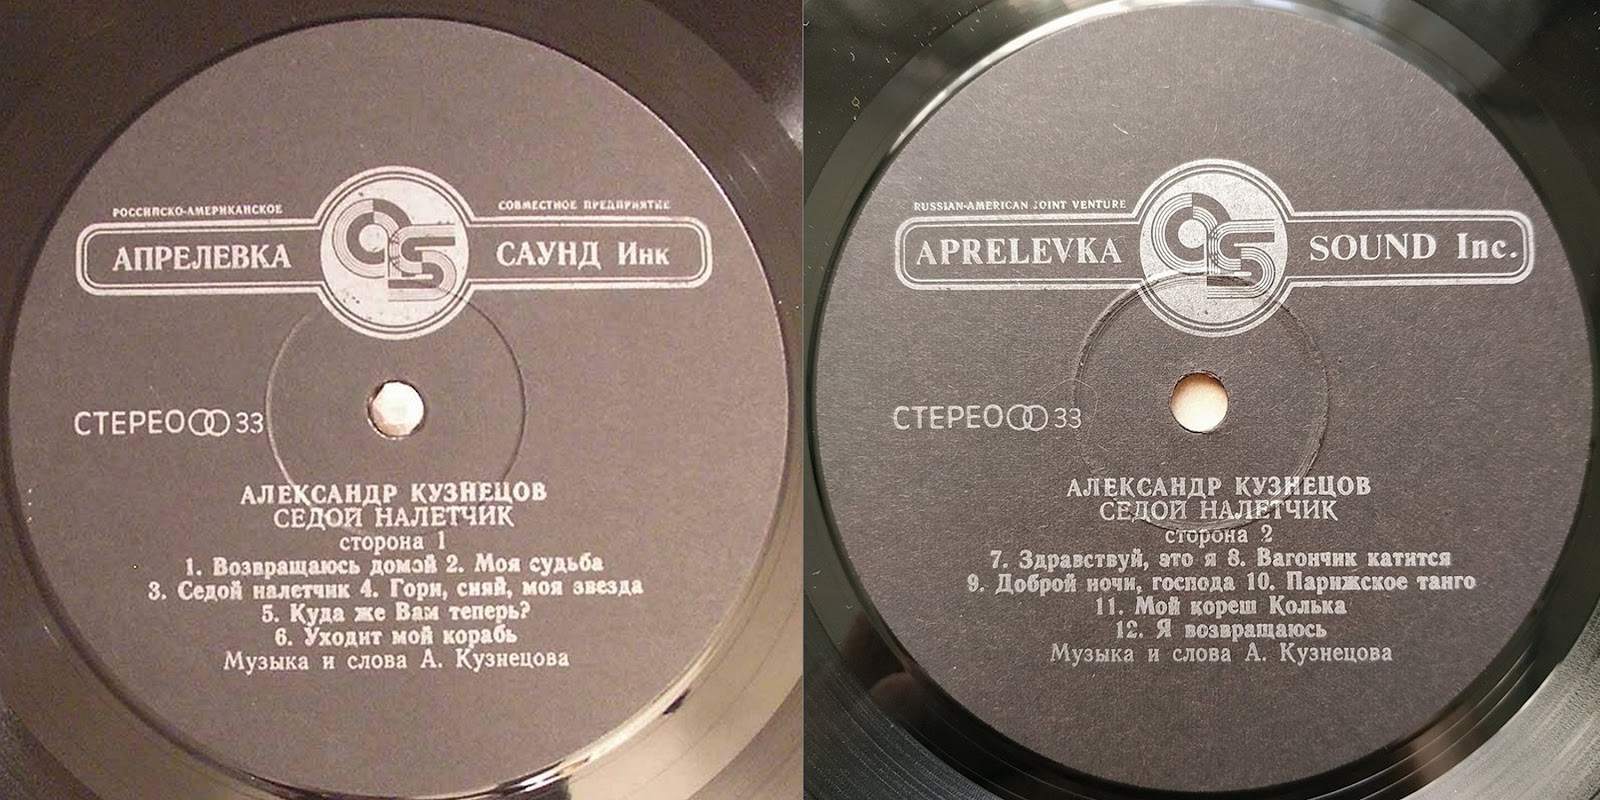 РОССИЙСКО-АМЕРИКАНСКОЕ СОВМЕСТНОЕ ПРЕДПРИЯТИЕ
АПРЕЛЕВКА САУНД Инк
СТЕРЕО 33
АЛЕКСАНДР КУЗНЕЦОВ
СЕДОЙ НАЛЕТЧИК
сторона 1
1. Возвращаюсь домой 2. Моя судьба
3. Седой налетчик 4. Гори, сияй, моя звезда
5. Куда же Вам теперь?
6. Уходит мой корабь
Музыка и слова А. Кузнецова
RUSSIAN-AMERICAN JOINT VENTURE
APRELEVKA SOUND Inc.
СТЕРЕО 33
АЛЕКСАНДР КУЗНЕЦОВ
СЕДОЙ НАЛЕТЧИК
сторона 2
7. Здравствуй, это я 8. Вагончик катится
9. Доброй ночи, господа 10. Парижское танго
11. Мой кореш Колька
12. Я возвращаюсь
Музыка и слова А. Кузнецова